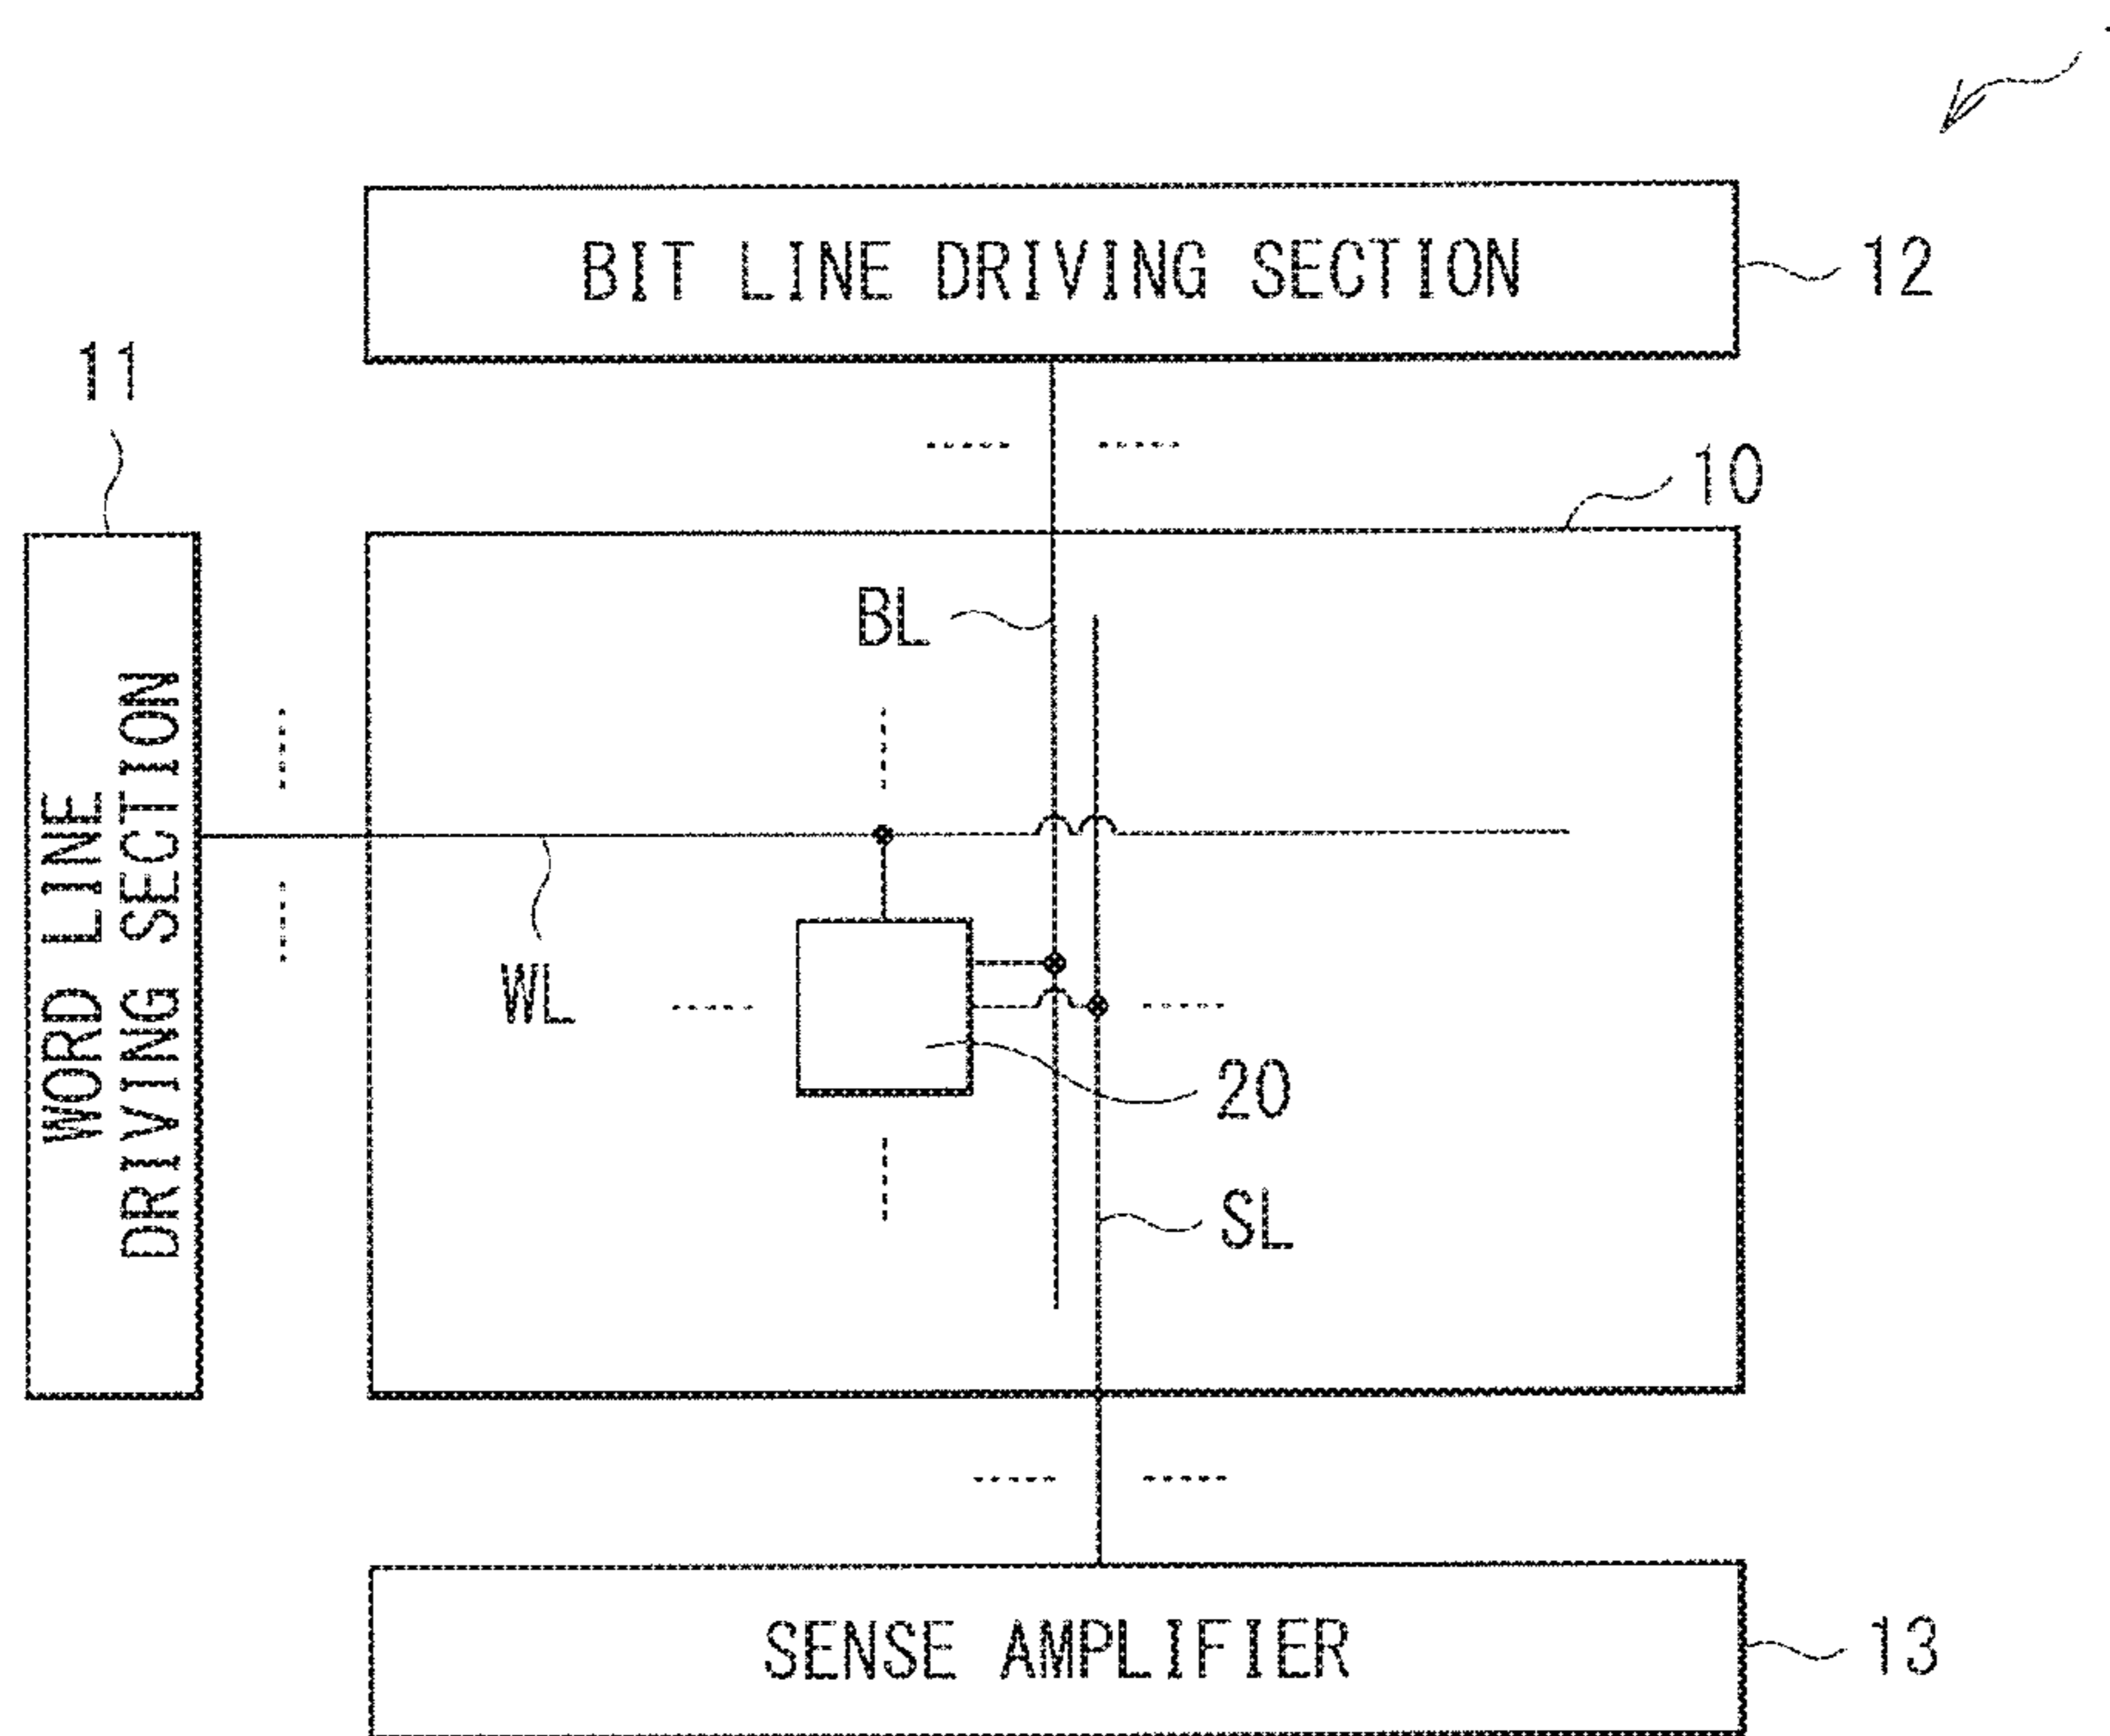 BIT LINE DRIVING SECTION
12
11
10
BL
WORD LINE
DRIVING SECTION
WL
20
SL
SENSE AMPLIFIER
13